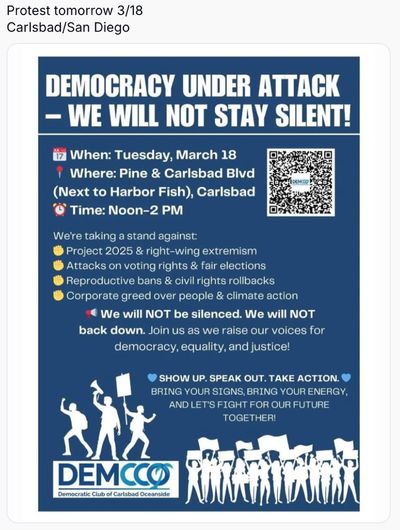 Protest tomorrow 3/18
Carlsbad/San Diego
DEMOCRACY UNDER ATTACK
– WE WILL NOT STAY SILENT!
📅 When: Tuesday, March 18
📍 Where: Pine & Carlsbad Blvd
(Next to Harbor Fish), Carlsbad
⏰ Time: Noon-2 PM
DEMCCO
We're taking a stand against:
✊ Project 2025 & right-wing extremism
✊ Attacks on voting rights & fair elections
✊ Reproductive bans & civil rights rollbacks
✊ Corporate greed over people & climate action
📢 We will NOT be silenced. We will NOT
back down. Join us as we raise our voices for
democracy, equality, and justice!
💙 SHOW UP. SPEAK OUT. TAKE ACTION. 💙
BRING YOUR SIGNS, BRING YOUR ENERGY,
AND LET'S FIGHT FOR OUR FUTURE
TOGETHER!
DEMCCO
Democratic Club of Carlsbad Oceanside